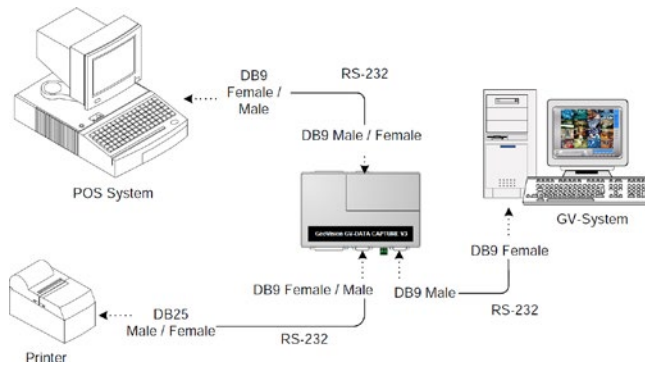 DB9
Female /
Male
RS-232
DB9 Male / Female
POS System
GeoVision GV-DATA CAPTURE V3
GV-System
DB9 Female
DB9 Female / Male
DB9 Male
RS-232
DB25
Male / Female
RS-232
Printer